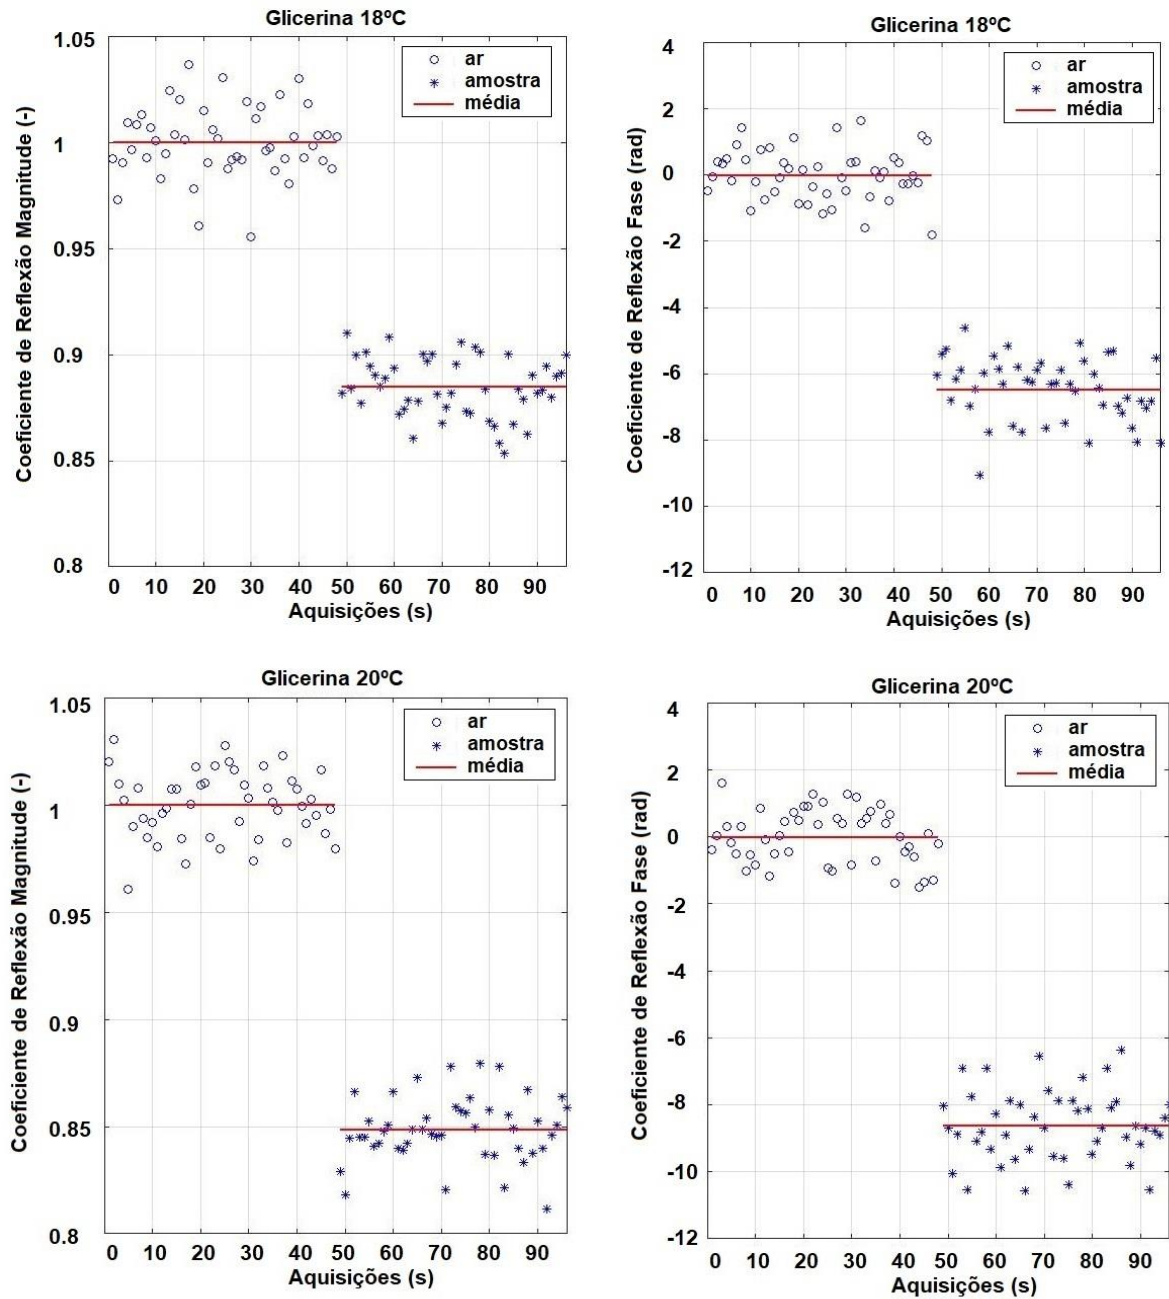 Glicerina 18ºC
Coeficiente de Reflexão Magnitude (-)
1.05
1
0.95
0.9
0.85
0.8
ar
amostra
média
0 10 20 30 40 50 60 70 80 90
Aquisições (s)
Glicerina 18ºC
Coeficiente de Reflexão Fase (rad)
4
2
0
-2
-4
-6
-8
-10
-12
ar
amostra
média
0 10 20 30 40 50 60 70 80 90
Aquisições (s)
Glicerina 20ºC
Coeficiente de Reflexão Magnitude (-)
1.05
1
0.95
0.9
0.85
0.8
ar
amostra
média
0 10 20 30 40 50 60 70 80 90
Aquisições (s)
Glicerina 20ºC
Coeficiente de Reflexão Fase (rad)
4
2
0
-2
-4
-6
-8
-10
-12
ar
amostra
média
0 10 20 30 40 50 60 70 80 90
Aquisições (s)